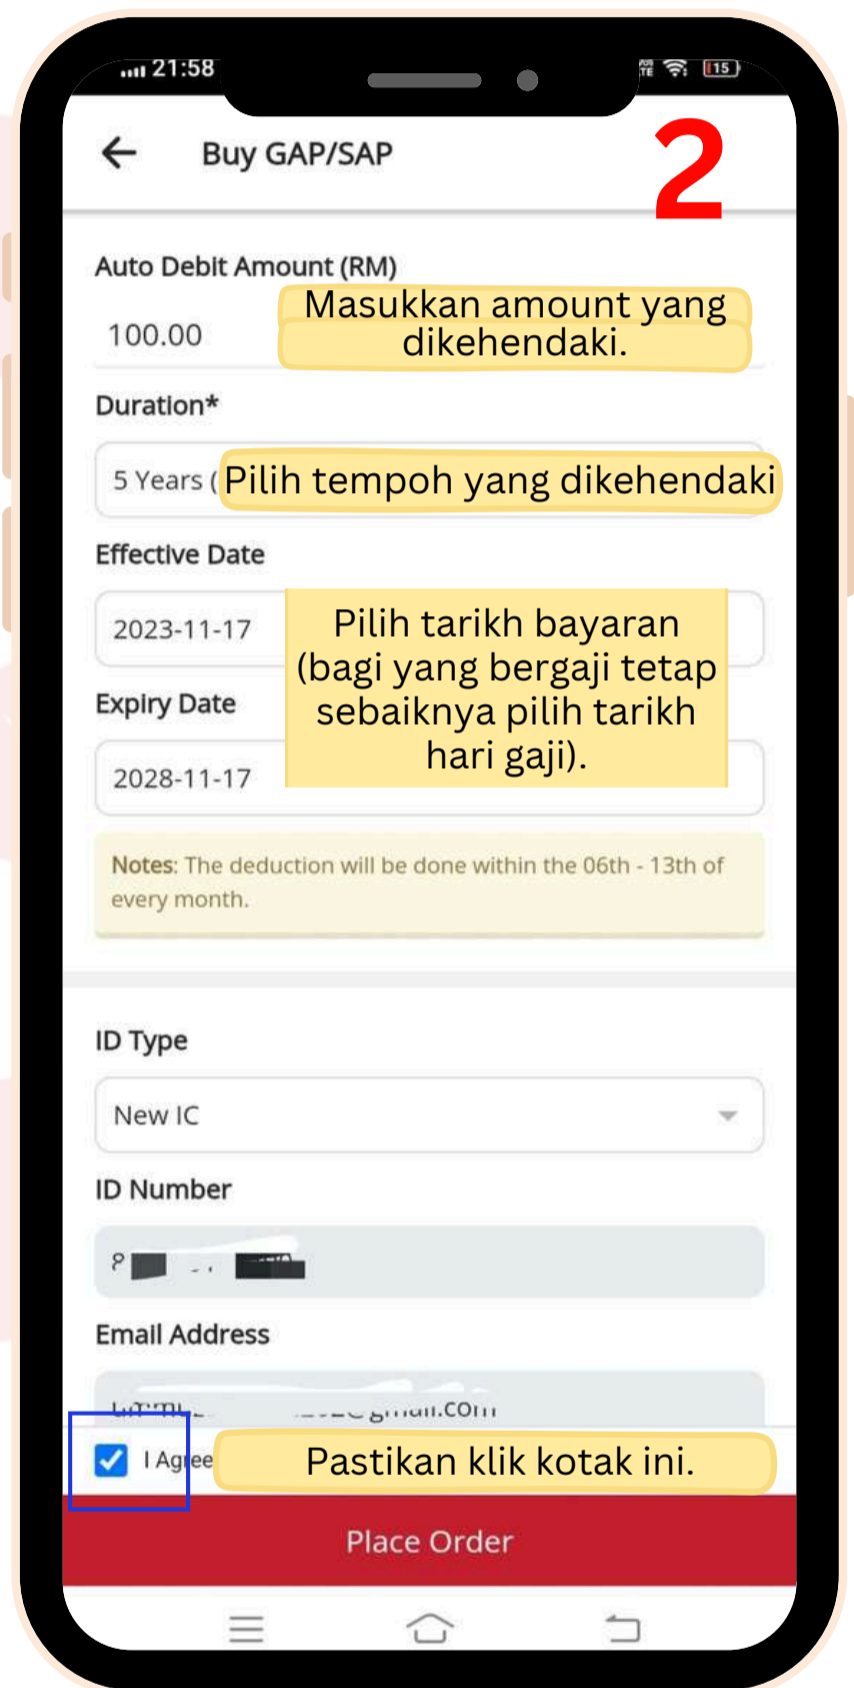 21:58
15
Buy GAP/SAP
2
Auto Debit Amount (RM)
100.00
Masukkan amount yang
dikehendaki.
Duration*
5 Years (
Pilih tempoh yang dikehendaki
Effective Date
2023-11-17
Pilih tarikh bayaran
(bagi yang bergaji tetap
sebaiknya pilih tarikh
hari gaji).
Expiry Date
2028-11-17
Notes: The deduction will be done within the 06th - 13th of
every month.
ID Type
New IC
ID Number
Email Address
I Agree
Pastikan klik kotak ini.
Place Order